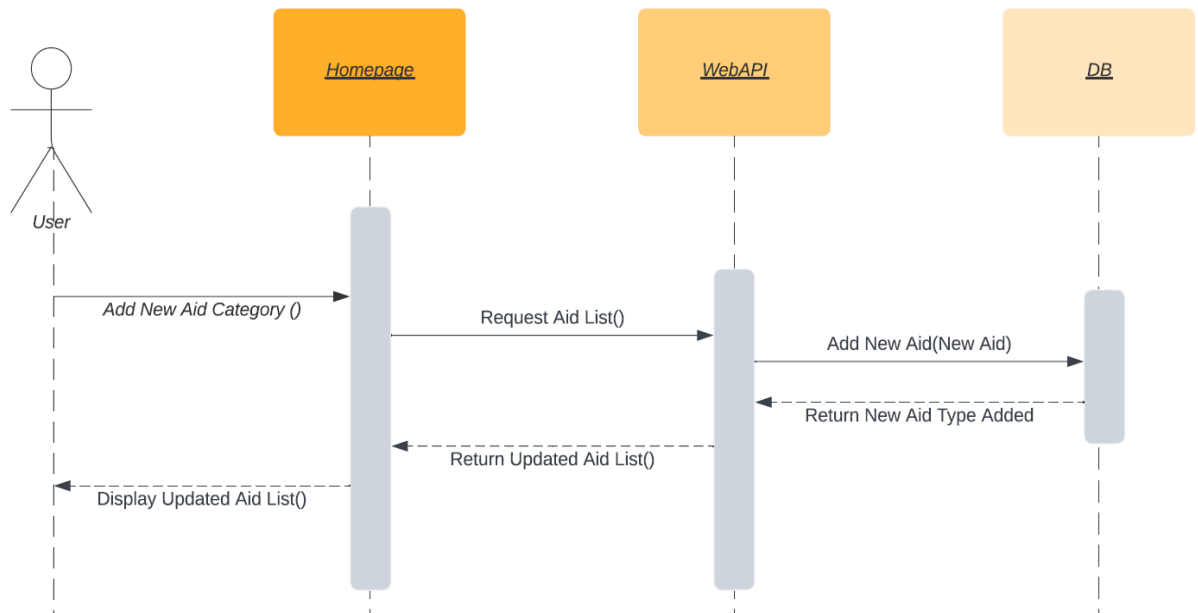 Homepage
WebAPI
DB
User
Add New Aid Category ()
Request Aid List()
Add New Aid(New Aid)
Return New Aid Type Added
Return Updated Aid List()
Display Updated Aid List()